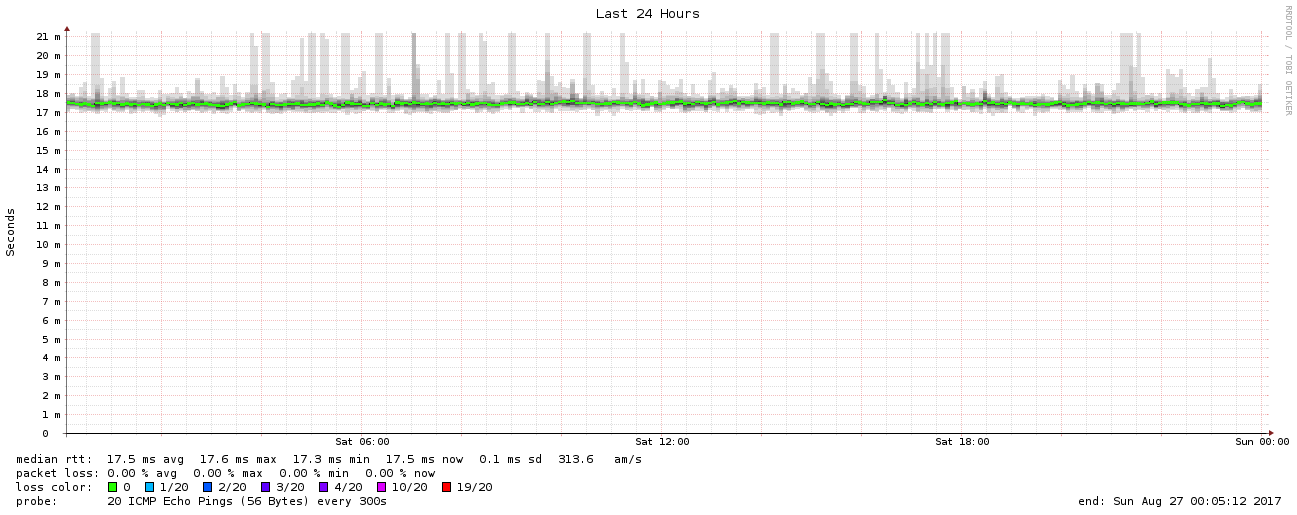 Last 24 Hours
RRDTOOL / TOBI OETIKER
Seconds
21 m
20 m
19 m
18 m
17 m
16 m
15 m
14 m
13 m
12 m
11 m
10 m
9 m
8 m
7 m
6 m
5 m
4 m
3 m
2 m
1 m
0
Sat 06:00 Sat 12:00 Sat 18:00 Sun 00:00
median rtt: 17.5 ms avg 17.6 ms max 17.3 ms min 17.5 ms now 0.1 ms sd 313.6 am/s
packet loss: 0.00 % avg 0.00 % max 0.00 % min 0.00 % now
loss color: 0 1/20 2/20 3/20 4/20 10/20 19/20
probe: 20 ICMP Echo Pings (56 Bytes) every 300s end: Sun Aug 27 00:05:12 2017